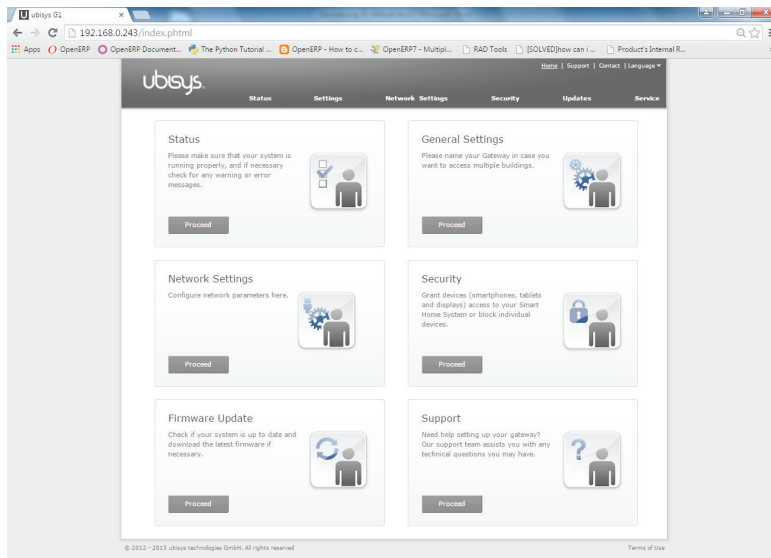 ubisys G1
192.168.0.243/index.phtml
Apps OpenERP OpenERP Document... The Python Tutorial ... OpenERP - How to c... OpenERP7 - Multipl... RAD Tools [SOLVED]how can i ... Product's Internal R...
Home | Support | Contact | Language
ubisys.
Status Settings Network Settings Security Updates Service
Status
Please make sure that your system is
running properly, and if necessary
check for any warning or error
messages.
Proceed
General Settings
Please name your Gateway in case you
want to access multiple buildings.
Proceed
Network Settings
Configure network parameters here.
Proceed
Security
Grant devices (smartphones, tablets
and displays) access to your Smart
Home System or block individual
devices.
Proceed
Firmware Update
Check if your system is up to date and
download the latest firmware if
necessary.
Proceed
Support
Need help setting up your gateway?
Our support team assists you with any
technical questions you may have.
Proceed
© 2012 - 2015 ubisys technologies GmbH. All rights reserved
Terms of Use